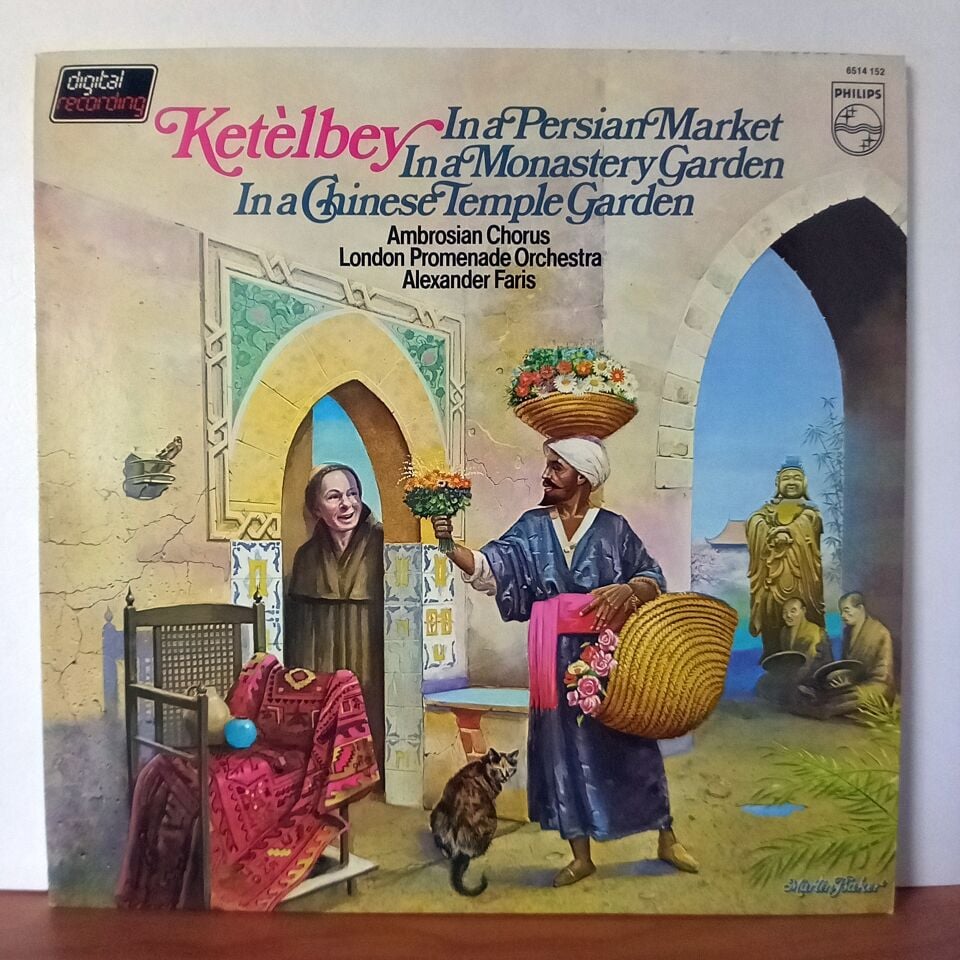 digital
recording
6514 152
PHILIPS
Ketèlbey In a Persian Market
In a Monastery Garden
In a Chinese Temple Garden
Ambrosian Chorus
London Promenade Orchestra
Alexander Faris
Martin Baker